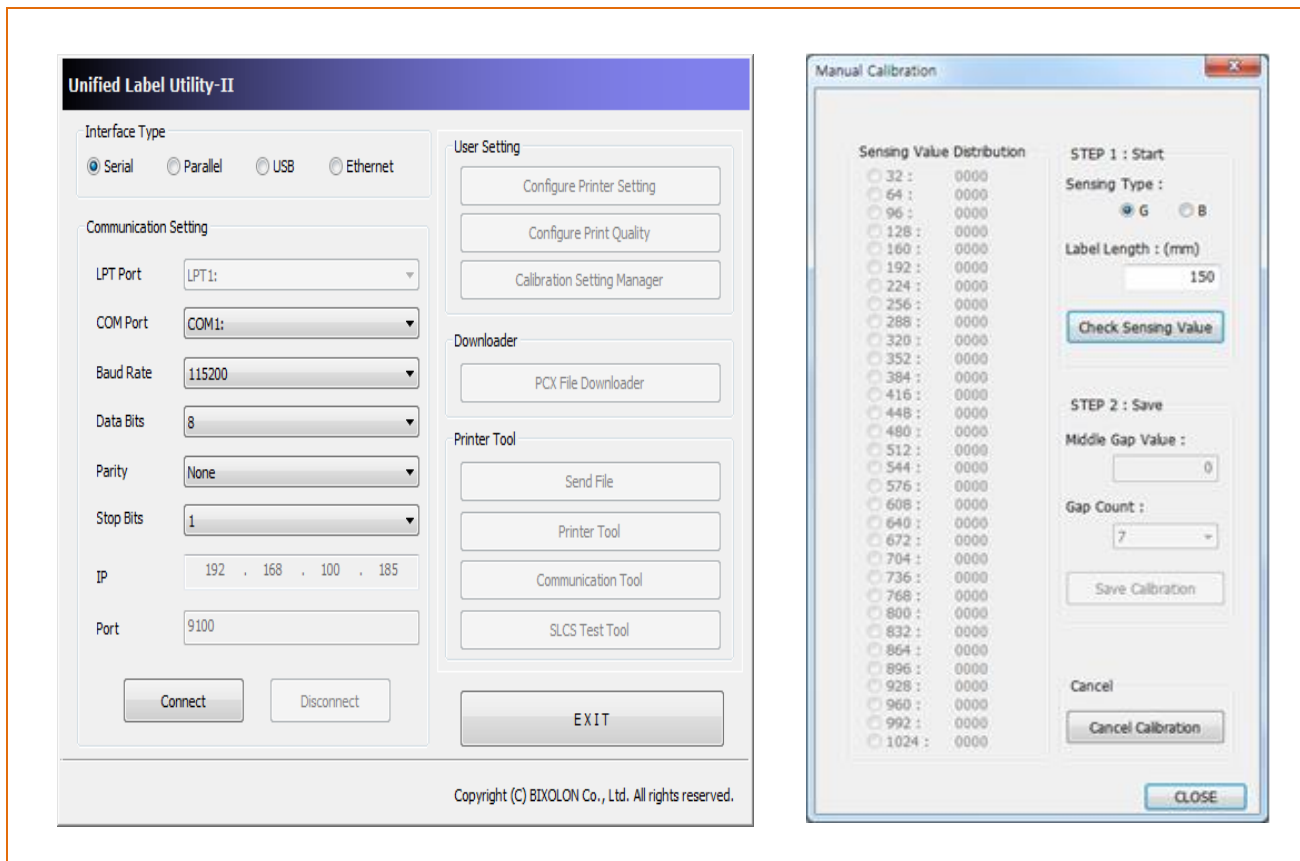 Unified Label Utility-II
Interface Type
Serial Parallel USB Ethernet
Communication Setting
LPT Port LPT1:
COM Port COM1:
Baud Rate 115200
Data Bits 8
Parity None
Stop Bits 1
IP 192 . 168 . 100 . 185
Port 9100
Connect Disconnect
User Setting
Configure Printer Setting
Configure Print Quality
Calibration Setting Manager
Downloader
PCX File Downloader
Printer Tool
Send File
Printer Tool
Communication Tool
SLCS Test Tool
EXIT
Copyright (C) BIXOLON Co., Ltd. All rights reserved.
Manual Calibration
Sensing Value Distribution
32 : 0000
64 : 0000
96 : 0000
128 : 0000
160 : 0000
192 : 0000
224 : 0000
256 : 0000
288 : 0000
320 : 0000
352 : 0000
384 : 0000
416 : 0000
448 : 0000
480 : 0000
512 : 0000
544 : 0000
576 : 0000
608 : 0000
640 : 0000
672 : 0000
704 : 0000
736 : 0000
768 : 0000
800 : 0000
832 : 0000
864 : 0000
896 : 0000
928 : 0000
960 : 0000
992 : 0000
1024 : 0000
STEP 1 : Start
Sensing Type :
G B
Label Length : (mm)
150
Check Sensing Value
STEP 2 : Save
Middle Gap Value :
0
Gap Count :
7
Save Calibration
Cancel
Cancel Calibration
CLOSE